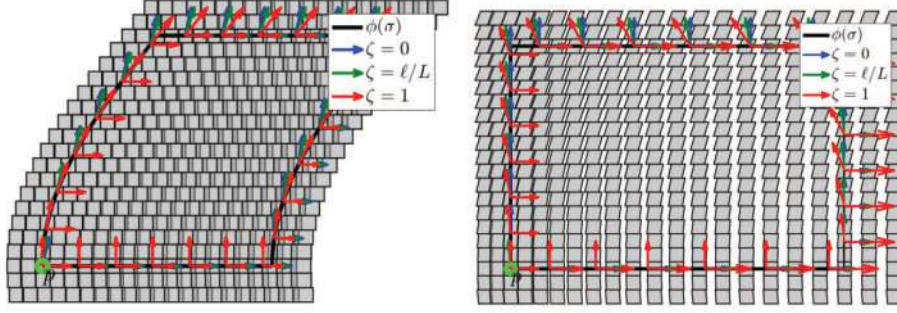 ϕ(σ)
ζ = 0
ζ = ℓ/L
ζ = 1
p
ϕ(σ)
ζ = 0
ζ = ℓ/L
ζ = 1
p